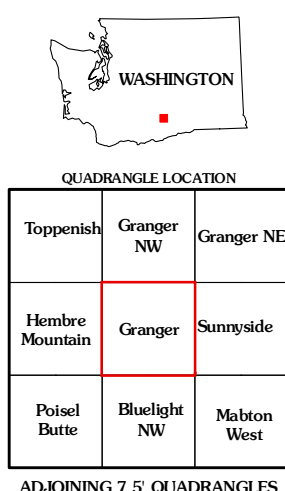 WASHINGTON
QUADRANGLE LOCATION
Toppenish
Granger
NW
Granger NE
Hembre
Mountain
Granger
Sunnyside
Poisel
Butte
Bluelight
NW
Mabton
West
ADJOINING 7.5' QUADRANGLES